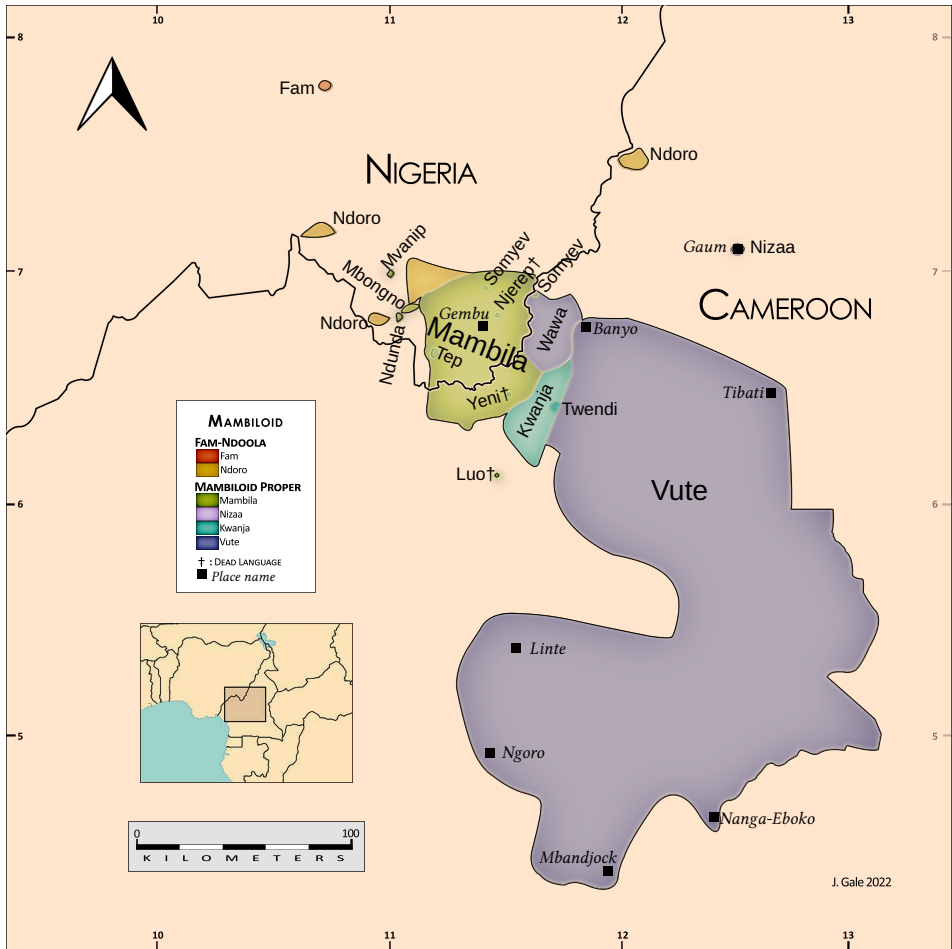 10 11 12 13
8 8
Fam
NIGERIA
Ndoro
Ndoro
Mvanip
Somyev
Njerep†
Somyev
Gaum Nizaa
7 7
Mbongno
CAMEROON
Ndoro
Gembu
Wawa
Banyo
Mambila
Ndunda
Tep
Tibati
Yeni†
Kwanja
Twendi
MAMBILOID
FAM-NDOOLA
Fam
Ndoro
MAMBILOID PROPER
Mambila
Nizaa
Kwanja
Vute
† : DEAD LANGUAGE
Place name
Luo†
Vute
6 6
Linte
5 5
Ngoro
Nanga-Eboko
0 100
KILOMETERS
Mbandjock
J. Gale 2022
10 11 12 13